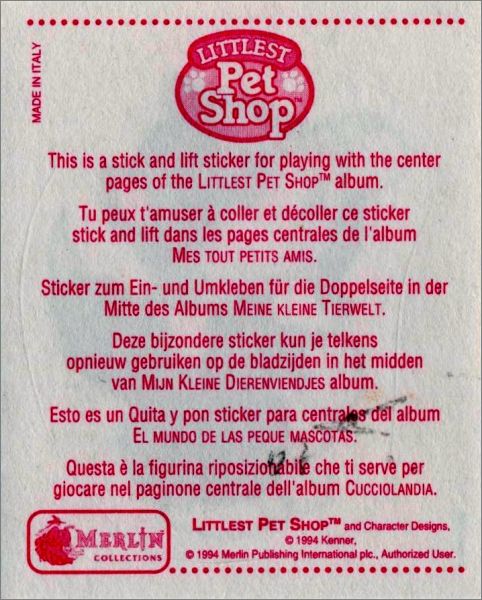 MADE IN ITALY
LITTLEST
Pet
Shop™
This is a stick and lift sticker for playing with the center
pages of the LITTLEST PET SHOP™ album.
Tu peux t'amuser à coller et décoller ce sticker
stick and lift dans les pages centrales de l'album
MES TOUT PETITS AMIS.
Sticker zum Ein- und Umkleben für die Doppelseite in der
Mitte des Albums MEINE KLEINE TIERWELT.
Deze bijzondere sticker kun je telkens
opnieuw gebruiken op de bladzijden in het midden
van MIJN KLEINE DIERENVIENDJES album.
Esto es un Quita y pon sticker para centrales del album
EL MUNDO DE LAS PEQUE MASCOTAS.
Questa è la figurina riposizionabile che ti serve per
giocare nel paginone centrale dell'album CUCCIOLANDIA.
MERLIN
COLLECTIONS
LITTLEST PET SHOP™ and Character Designs,
© 1994 Kenner,
© 1994 Merlin Publishing International plc., Authorized User.